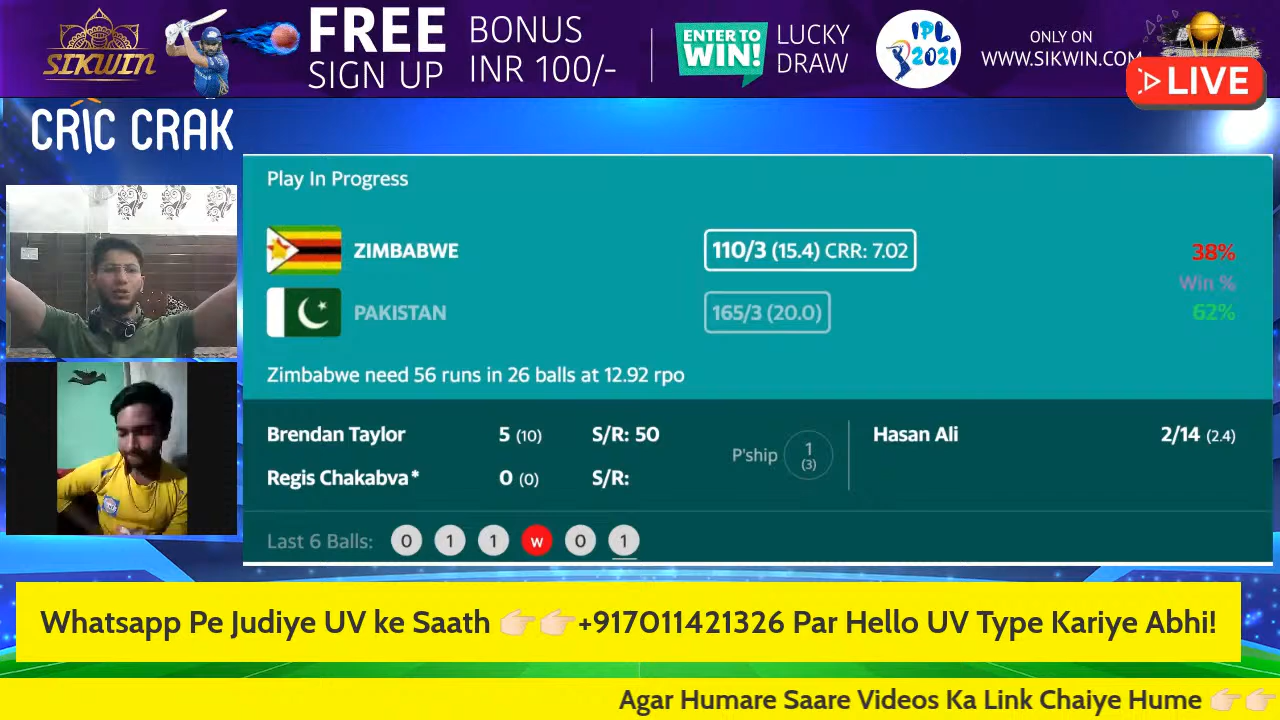 SIKWIN
FREE
SIGN UP
BONUS
INR 100/-
ENTER TO
WIN!
LUCKY
DRAW
IPL
2021
ONLY ON
WWW.SIKWIN.COM
LIVE
CRIC CRAK
Play In Progress
ZIMBABWE 110/3 (15.4) CRR: 7.02 38%
Win %
PAKISTAN 165/3 (20.0) 62%
Zimbabwe need 56 runs in 26 balls at 12.92 rpo
Brendan Taylor 5 (10) S/R: 50
Regis Chakabva* 0 (0) S/R:
P'ship 1 (3)
Hasan Ali 2/14 (2.4)
Last 6 Balls: 0 1 1 w 0 1
Whatsapp Pe Judiye UV ke Saath 👉🏻👉🏻+917011421326 Par Hello UV Type Kariye Abhi!
Agar Humare Saare Videos Ka Link Chaiye Hume 👉🏻👉🏻